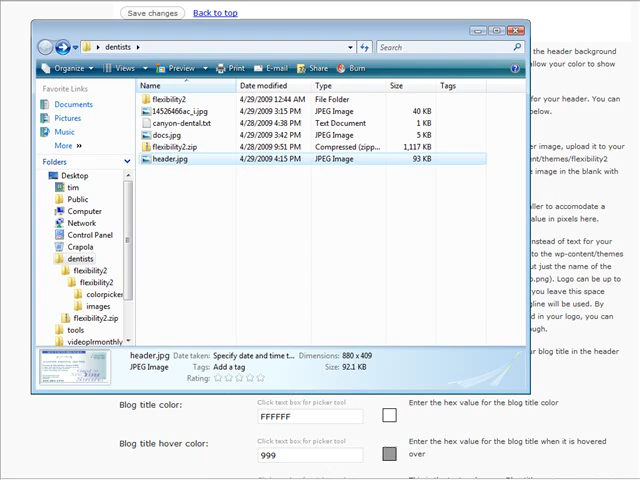 Save changes Back to top
dentists
Search
Organize Views Preview Print E-mail Share Burn
Favorite Links
Documents
Pictures
Music
More »
Folders
Desktop
tim
Public
Computer
Network
Control Panel
Crapola
dentists
flexibility2
flexibility2
colorpicker
images
flexibility2.zip
tools
videoplrmonthly
Name Date modified Type Size Tags
flexibility2 4/29/2009 12:44 AM File Folder
14526466ac_i.jpg 4/29/2009 3:15 PM JPEG Image 40 KB
canyon-dental.txt 4/28/2009 4:38 PM Text Document 1 KB
docs.jpg 4/29/2009 3:42 PM JPEG Image 5 KB
flexibility2.zip 4/28/2009 9:51 PM Compressed (zipp... 1,117 KB
header.jpg 4/29/2009 4:15 PM JPEG Image 93 KB
header.jpg Date taken: Specify date and time t... Dimensions: 880 x 409
JPEG Image Tags: Add a tag Size: 92.1 KB
Rating:
the header background
allow your color to show
for your header. You can
below.
er image, upload it to your
ntent/themes/flexibility2
e image in the blank with
aller to accomodate a
value in pixels here.
instead of text for your
to the wp-content/themes
ut just the name of the
o.png). Logo can be up to
you leave this space
gline will be used. By
d in your logo, you can
ough.
ur blog title in the header
Blog title color:
Click text box for picker tool
FFFFFF
Enter the hex value for the blog title color
Blog title hover color:
Click text box for picker tool
999
Enter the hex value for the blog title when it is hovered
over